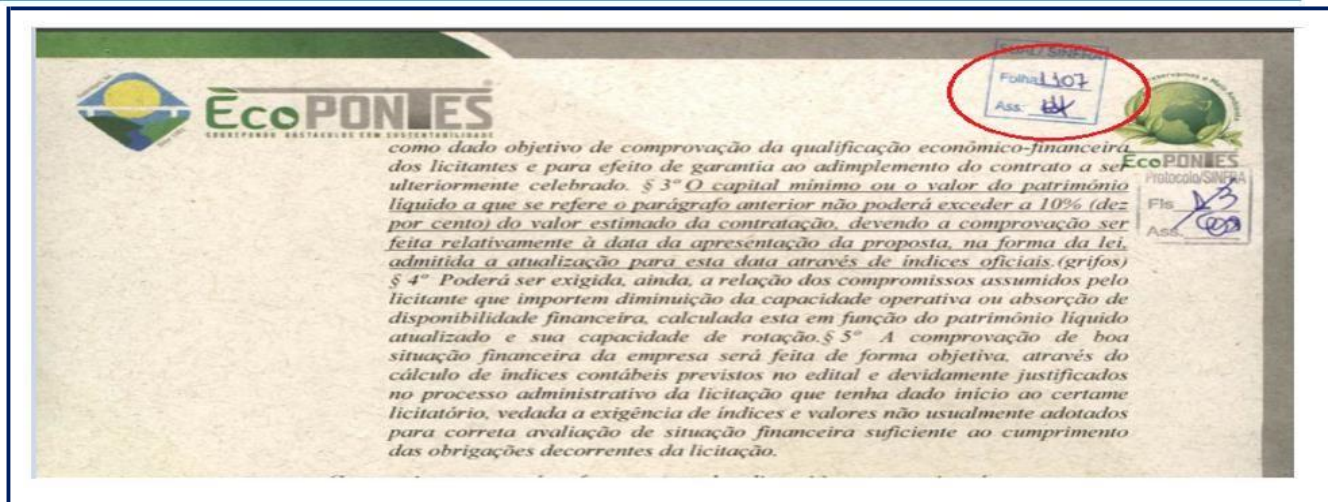 SINFRA
Folha 1107
Ass:
EcoPONTES
SOBREPONDO OBSTÁCULOS COM SUSTENTABILIDADE
EcoPONTES
Protocolo/SINFRA
Fls
Ass.
como dado objetivo de comprovação da qualificação econômico-financeira
dos licitantes e para efeito de garantia ao adimplemento do contrato a ser
ulteriormente celebrado. § 3º O capital mínimo ou o valor do patrimônio
líquido a que se refere o parágrafo anterior não poderá exceder a 10% (dez
por cento) do valor estimado da contratação, devendo a comprovação ser
feita relativamente à data da apresentação da proposta, na forma da lei,
admitida a atualização para esta data através de índices oficiais.(grifos)
§ 4º Poderá ser exigida, ainda, a relação dos compromissos assumidos pelo
licitante que importem diminuição da capacidade operativa ou absorção de
disponibilidade financeira, calculada esta em função do patrimônio líquido
atualizado e sua capacidade de rotação.§ 5º A comprovação de boa
situação financeira da empresa será feita de forma objetiva, através do
cálculo de índices contábeis previstos no edital e devidamente justificados
no processo administrativo da licitação que tenha dado início ao certame
licitatório, vedada a exigência de índices e valores não usualmente adotados
para correta avaliação de situação financeira suficiente ao cumprimento
das obrigações decorrentes da licitação.